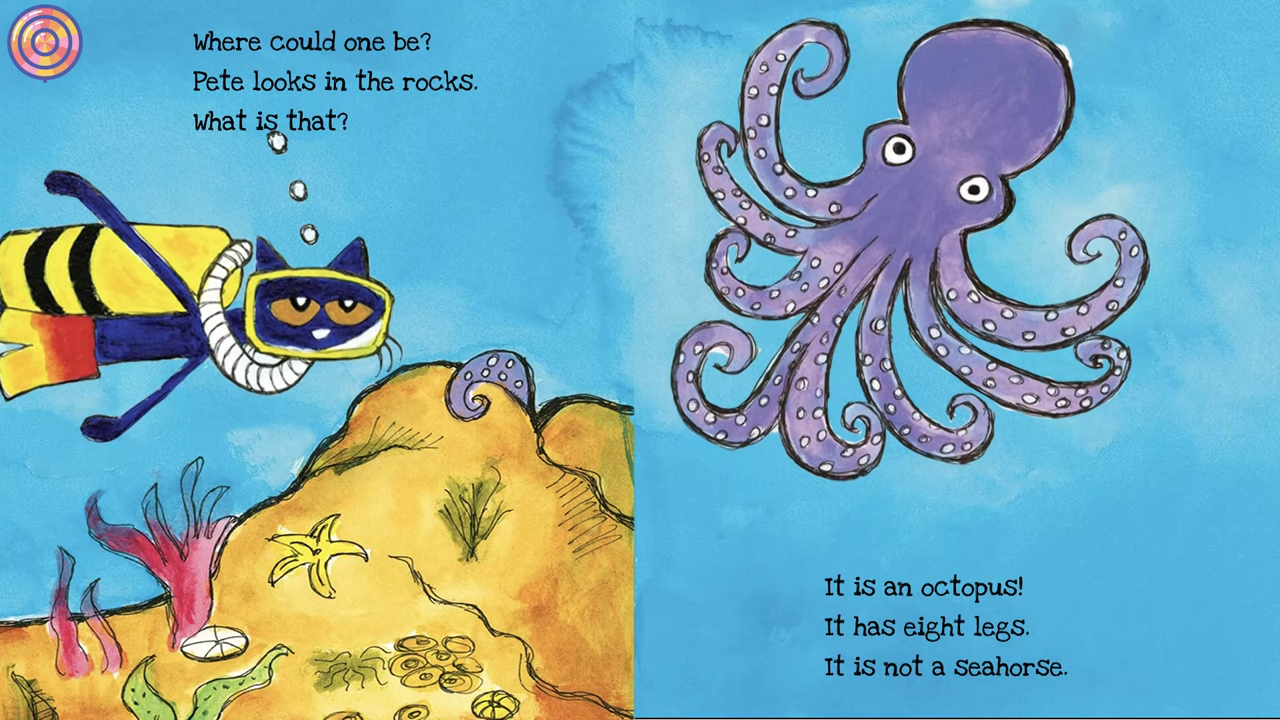 Where could one be?
Pete looks in the rocks.
What is that?
It is an octopus!
It has eight legs.
It is not a seahorse.